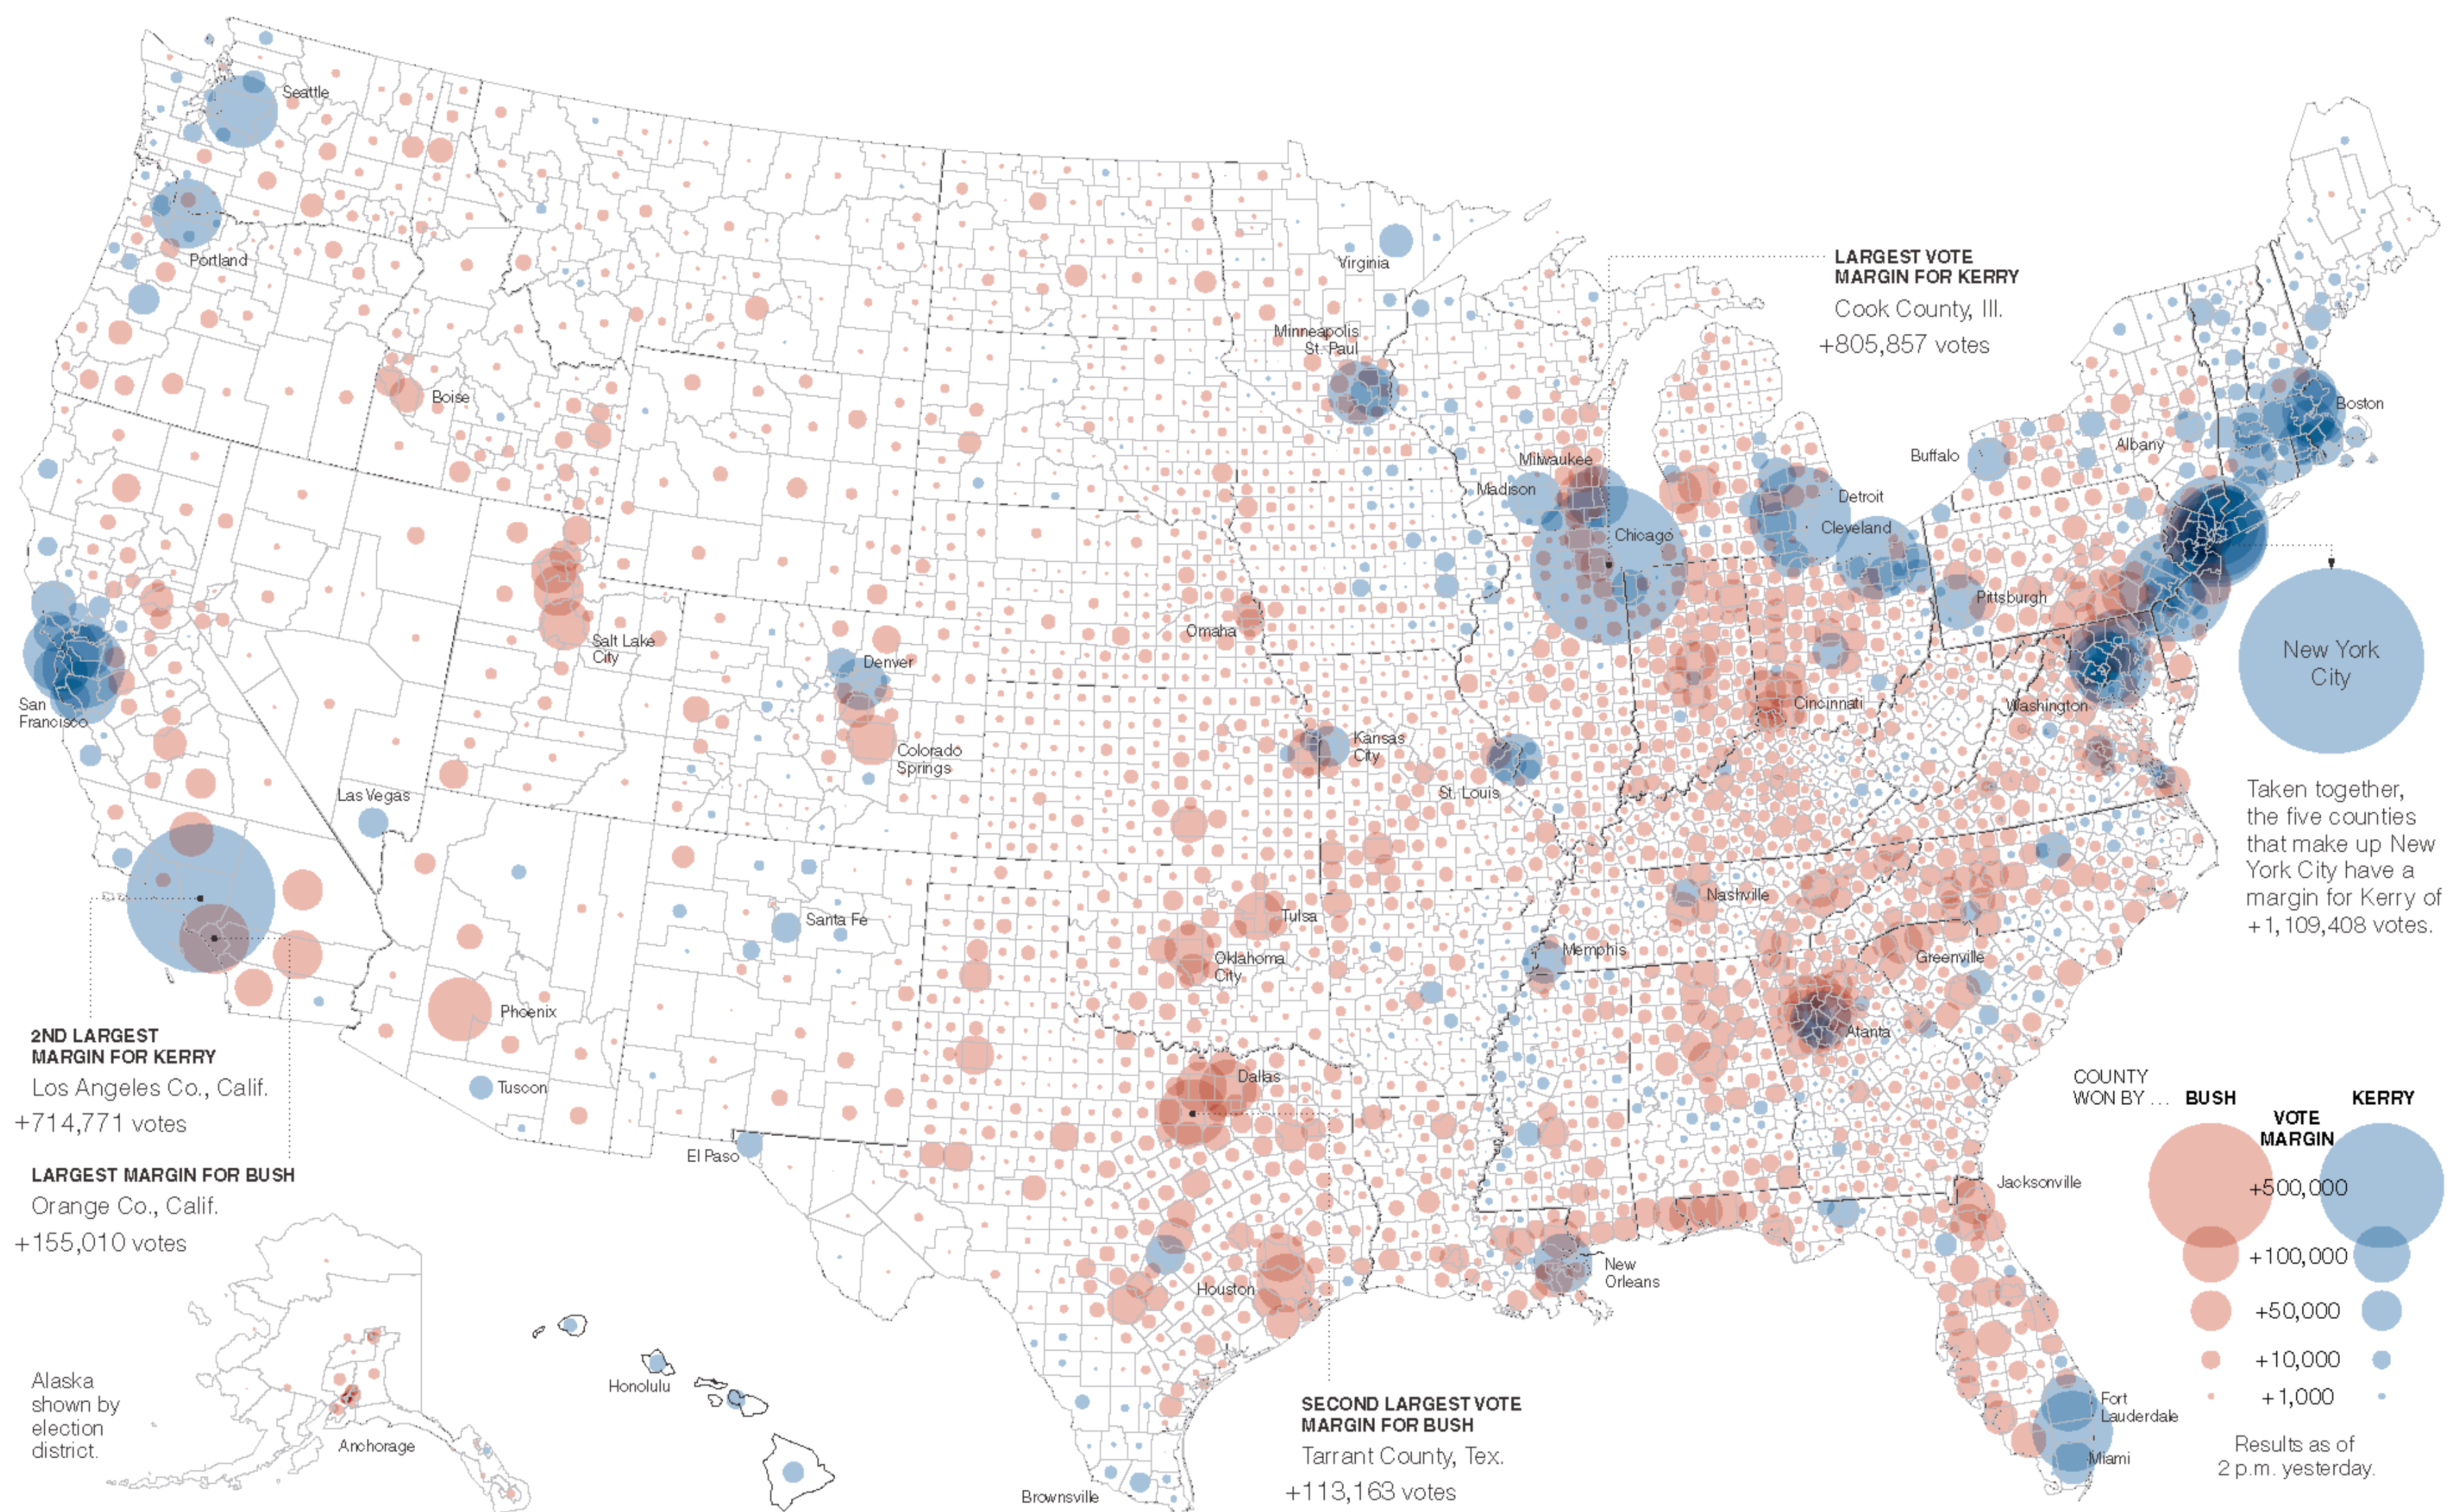 Seattle
Portland
Boise
Virginia
Minneapolis
St. Paul
LARGEST VOTE
MARGIN FOR KERRY
Cook County, Ill.
+805,857 votes
Milwaukee
Madison
Chicago
Detroit
Cleveland
Buffalo
Albany
Boston
Pittsburgh
New York
City
Taken together,
the five counties
that make up New
York City have a
margin for Kerry of
+1,109,408 votes.
Salt Lake
City
Denver
Colorado
Springs
Omaha
Kansas
City
St. Louis
Cincinnati
Washington
San
Francisco
Las Vegas
Santa Fe
Tulsa
Oklahoma
City
Nashville
Memphis
Greenville
Atanta
Phoenix
Tuscon
El Paso
Dallas
2ND LARGEST
MARGIN FOR KERRY
Los Angeles Co., Calif.
+714,771 votes
LARGEST MARGIN FOR BUSH
Orange Co., Calif.
+155,010 votes
Houston
New
Orleans
Jacksonville
Fort
Lauderdale
Miami
COUNTY
WON BY ...
BUSH
VOTE
MARGIN
KERRY
+500,000
+100,000
+50,000
+10,000
+1,000
Results as of
2 p.m. yesterday.
Alaska
shown by
election
district.
Anchorage
Honolulu
Brownsville
SECOND LARGEST VOTE
MARGIN FOR BUSH
Tarrant County, Tex.
+113,163 votes